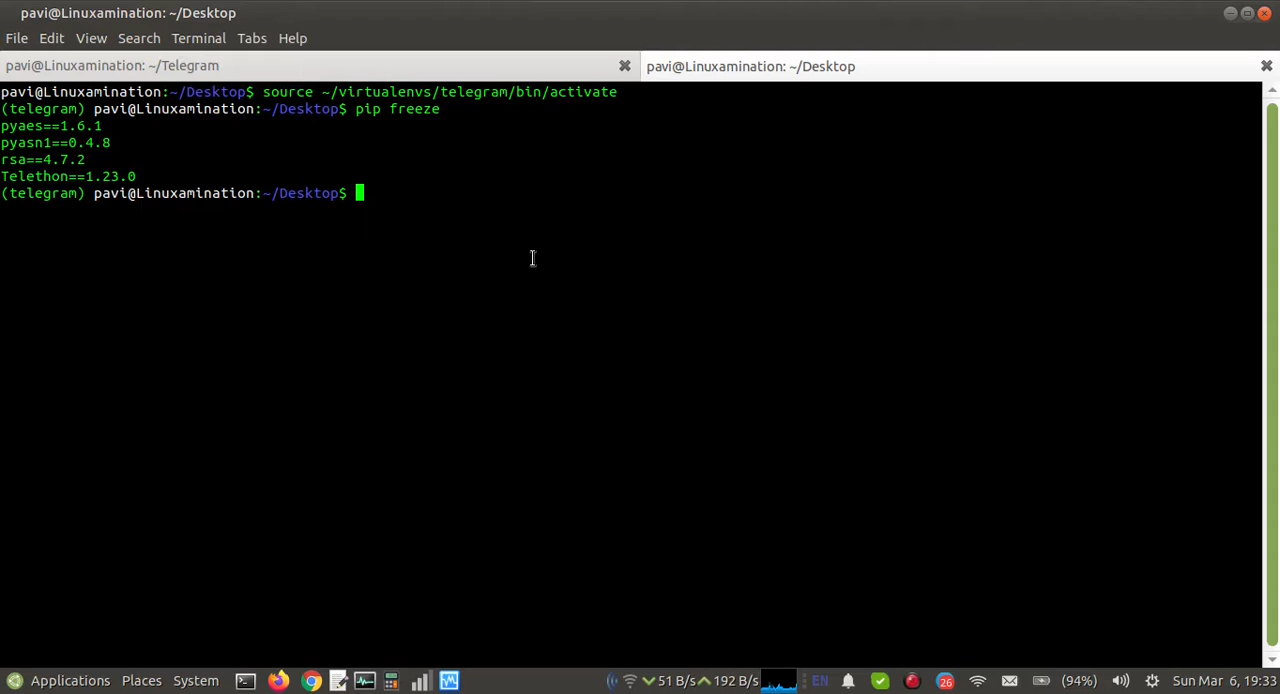 pavi@Linuxamination: ~/Desktop
File Edit View Search Terminal Tabs Help
pavi@Linuxamination: ~/Telegram
pavi@Linuxamination: ~/Desktop
pavi@Linuxamination:~/Desktop$ source ~/virtualenvs/telegram/bin/activate
(telegram) pavi@Linuxamination:~/Desktop$ pip freeze
pyaes==1.6.1
pyasn1==0.4.8
rsa==4.7.2
Telethon==1.23.0
(telegram) pavi@Linuxamination:~/Desktop$
Applications Places System 51 B/s 192 B/s EN 26 (94%) Sun Mar 6, 19:33